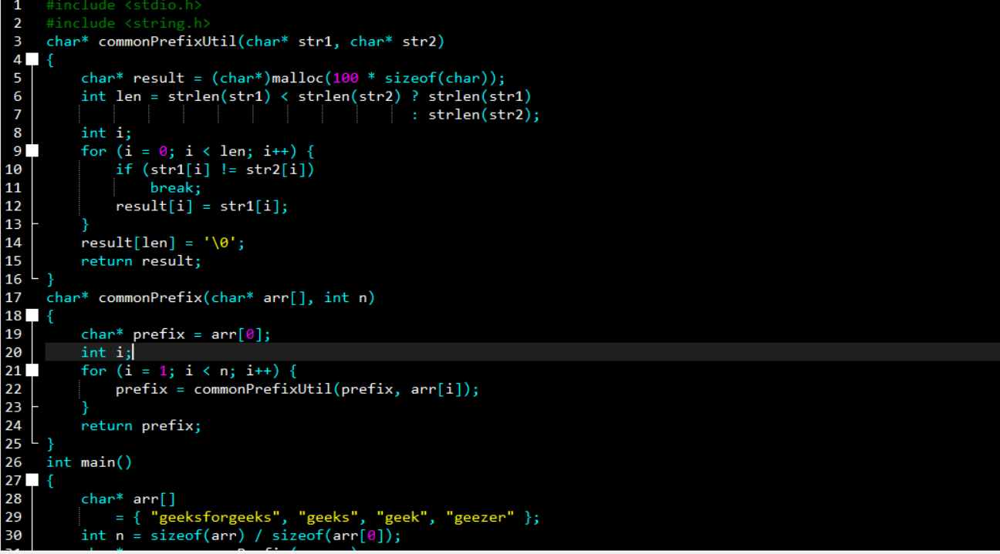 1 #include <stdio.h>
2 #include <string.h>
3 char* commonPrefixUtil(char* str1, char* str2)
4 {
5 char* result = (char*)malloc(100 * sizeof(char));
6 int len = strlen(str1) < strlen(str2) ? strlen(str1)
7 : strlen(str2);
8 int i;
9 for (i = 0; i < len; i++) {
10 if (str1[i] != str2[i])
11 break;
12 result[i] = str1[i];
13 }
14 result[len] = '\0';
15 return result;
16 }
17 char* commonPrefix(char* arr[], int n)
18 {
19 char* prefix = arr[0];
20 int i;
21 for (i = 1; i < n; i++) {
22 prefix = commonPrefixUtil(prefix, arr[i]);
23 }
24 return prefix;
25 }
26 int main()
27 {
28 char* arr[]
29 = { "geeksforgeeks", "geeks", "geek", "geezer" };
30 int n = sizeof(arr) / sizeof(arr[0]);